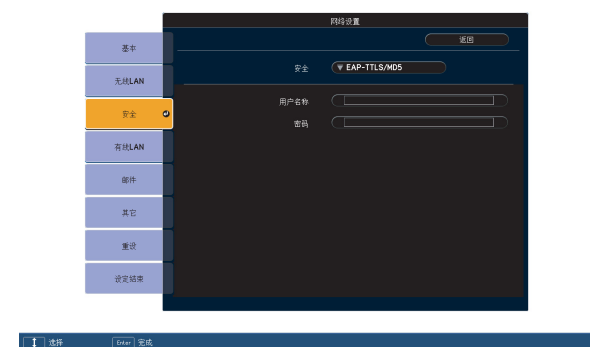 网络设置
返回
基本
无线LAN
安全
有线LAN
邮件
其它
重设
设定结束
安全 ▼ EAP-TTLS/MD5
用户名称
密码
选择 Enter 完成